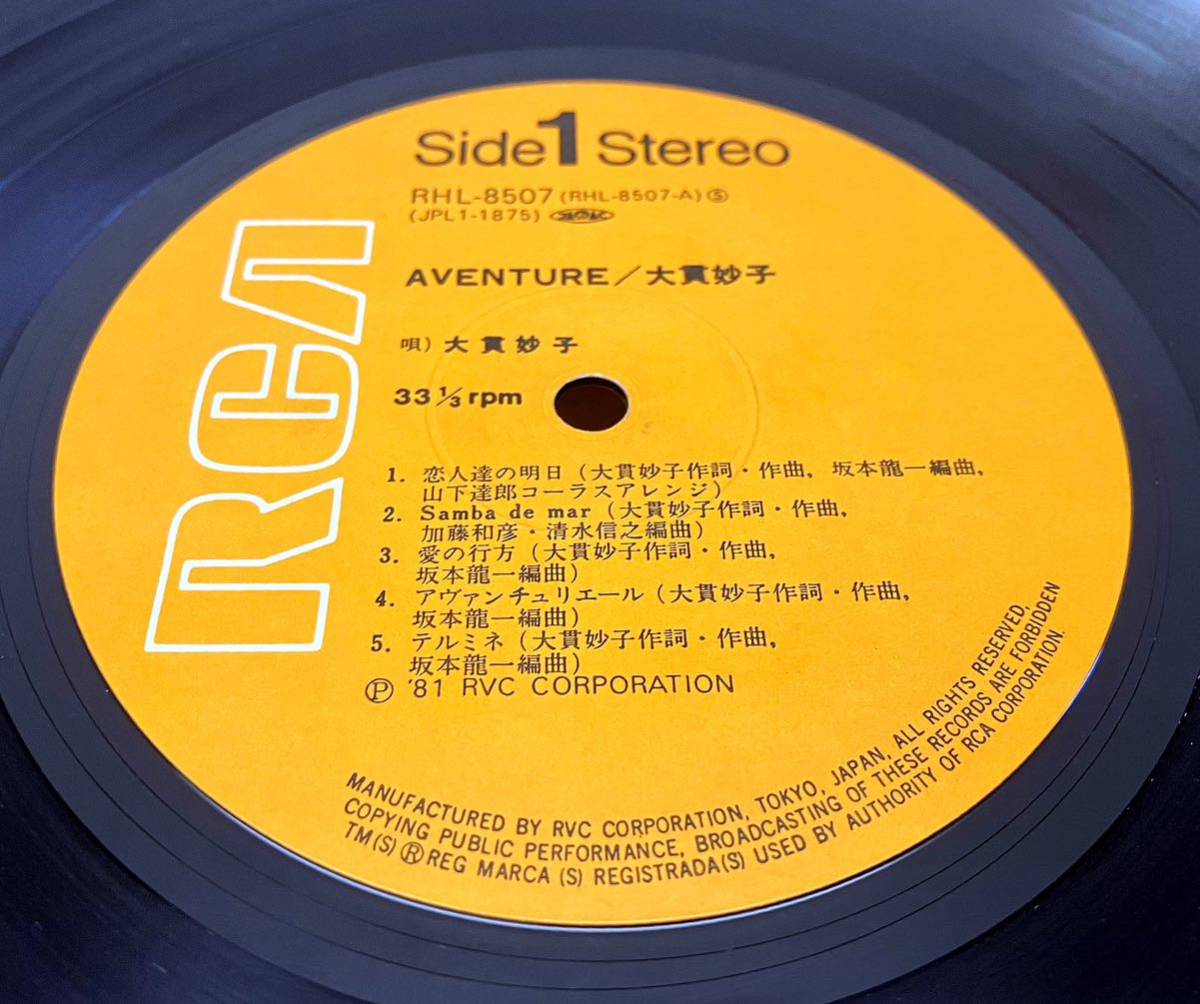 Side 1 Stereo
RHL-8507 (RHL-8507-A) Ⓢ
(JPL1-1875)
AVENTURE／大貫妙子
唄) 大貫妙子
33 ⅓ rpm
RCA
1. 恋人達の明日 (大貫妙子作詞・作曲, 坂本龍一編曲,
山下達郎コーラスアレンジ)
2. Samba de mar (大貫妙子作詞・作曲,
加藤和彦・清水信之編曲)
3. 愛の行方 (大貫妙子作詞・作曲,
坂本龍一編曲)
4. アヴァンチュリエール (大貫妙子作詞・作曲,
坂本龍一編曲)
5. テルミネ (大貫妙子作詞・作曲,
坂本龍一編曲)
Ⓟ '81 RVC CORPORATION
MANUFACTURED BY RVC CORPORATION, TOKYO, JAPAN, ALL RIGHTS RESERVED,
COPYING PUBLIC PERFORMANCE, BROADCASTING OF THESE RECORDS ARE FORBIDDEN
TM(S) ® REG MARCA (S) REGISTRADA(S) USED BY AUTHORITY OF RCA CORPORATION.